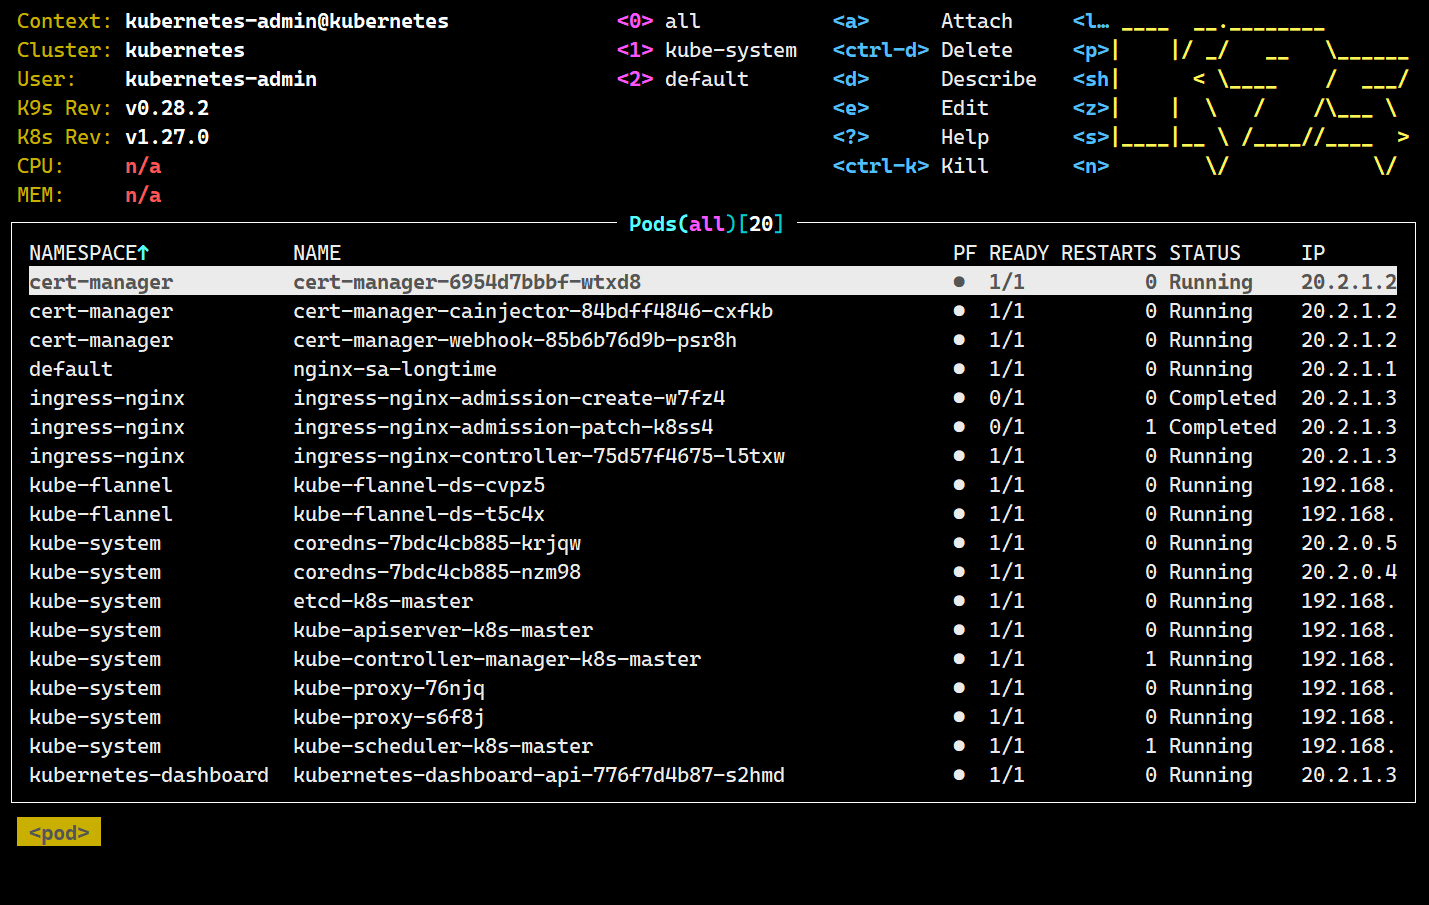 Context: kubernetes-admin@kubernetes <0> all <a> Attach <l…
Cluster: kubernetes <1> kube-system <ctrl-d> Delete <p>
User: kubernetes-admin <2> default <d> Describe <sh
K9s Rev: v0.28.2 <e> Edit <z>
K8s Rev: v1.27.0 <?> Help <s>
CPU: n/a <ctrl-k> Kill <n>
MEM: n/a
Pods(all)[20]
NAMESPACE↑ NAME PF READY RESTARTS STATUS IP
cert-manager cert-manager-6954d7bbbf-wtxd8 ● 1/1 0 Running 20.2.1.2
cert-manager cert-manager-cainjector-84bdff4846-cxfkb ● 1/1 0 Running 20.2.1.2
cert-manager cert-manager-webhook-85b6b76d9b-psr8h ● 1/1 0 Running 20.2.1.2
default nginx-sa-longtime ● 1/1 0 Running 20.2.1.1
ingress-nginx ingress-nginx-admission-create-w7fz4 ● 0/1 0 Completed 20.2.1.3
ingress-nginx ingress-nginx-admission-patch-k8ss4 ● 0/1 1 Completed 20.2.1.3
ingress-nginx ingress-nginx-controller-75d57f4675-l5txw ● 1/1 0 Running 20.2.1.3
kube-flannel kube-flannel-ds-cvpz5 ● 1/1 0 Running 192.168.
kube-flannel kube-flannel-ds-t5c4x ● 1/1 0 Running 192.168.
kube-system coredns-7bdc4cb885-krjqw ● 1/1 0 Running 20.2.0.5
kube-system coredns-7bdc4cb885-nzm98 ● 1/1 0 Running 20.2.0.4
kube-system etcd-k8s-master ● 1/1 0 Running 192.168.
kube-system kube-apiserver-k8s-master ● 1/1 0 Running 192.168.
kube-system kube-controller-manager-k8s-master ● 1/1 1 Running 192.168.
kube-system kube-proxy-76njq ● 1/1 0 Running 192.168.
kube-system kube-proxy-s6f8j ● 1/1 0 Running 192.168.
kube-system kube-scheduler-k8s-master ● 1/1 1 Running 192.168.
kubernetes-dashboard kubernetes-dashboard-api-776f7d4b87-s2hmd ● 1/1 0 Running 20.2.1.3
<pod>